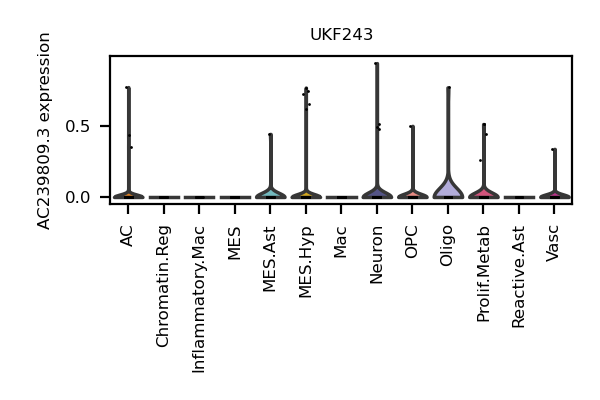 UKF243
AC239809.3 expression
0.5
0.0
AC
Chromatin.Reg
Inflammatory.Mac
MES
MES.Ast
MES.Hyp
Mac
Neuron
OPC
Oligo
Prolif.Metab
Reactive.Ast
Vasc